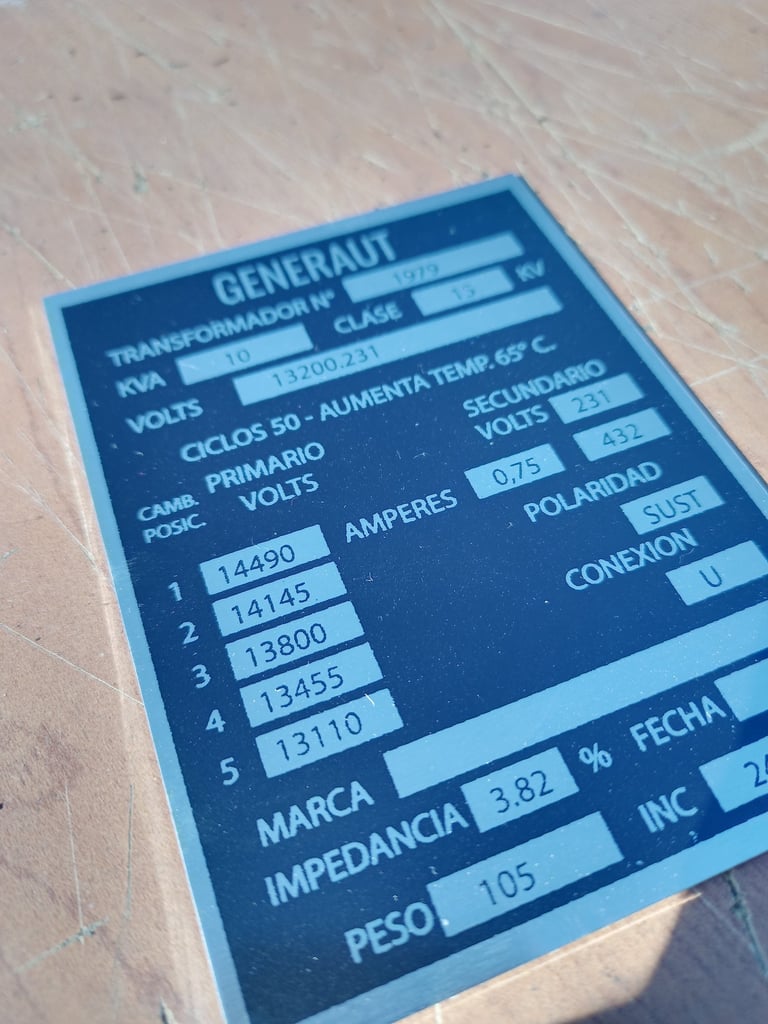 GENERAUT
TRANSFORMADOR N° 1979
KVA 10 CLASE 15 KV
VOLTS 13200.231
CICLOS 50 - AUMENTA TEMP. 65° C.
CAMB. POSIC. PRIMARIO VOLTS
SECUNDARIO VOLTS 231
432
AMPERES 0,75
POLARIDAD SUST
CONEXION U
1 14490
2 14145
3 13800
4 13455
5 13110
MARCA
IMPEDANCIA 3.82 % FECHA
PESO 105 INC